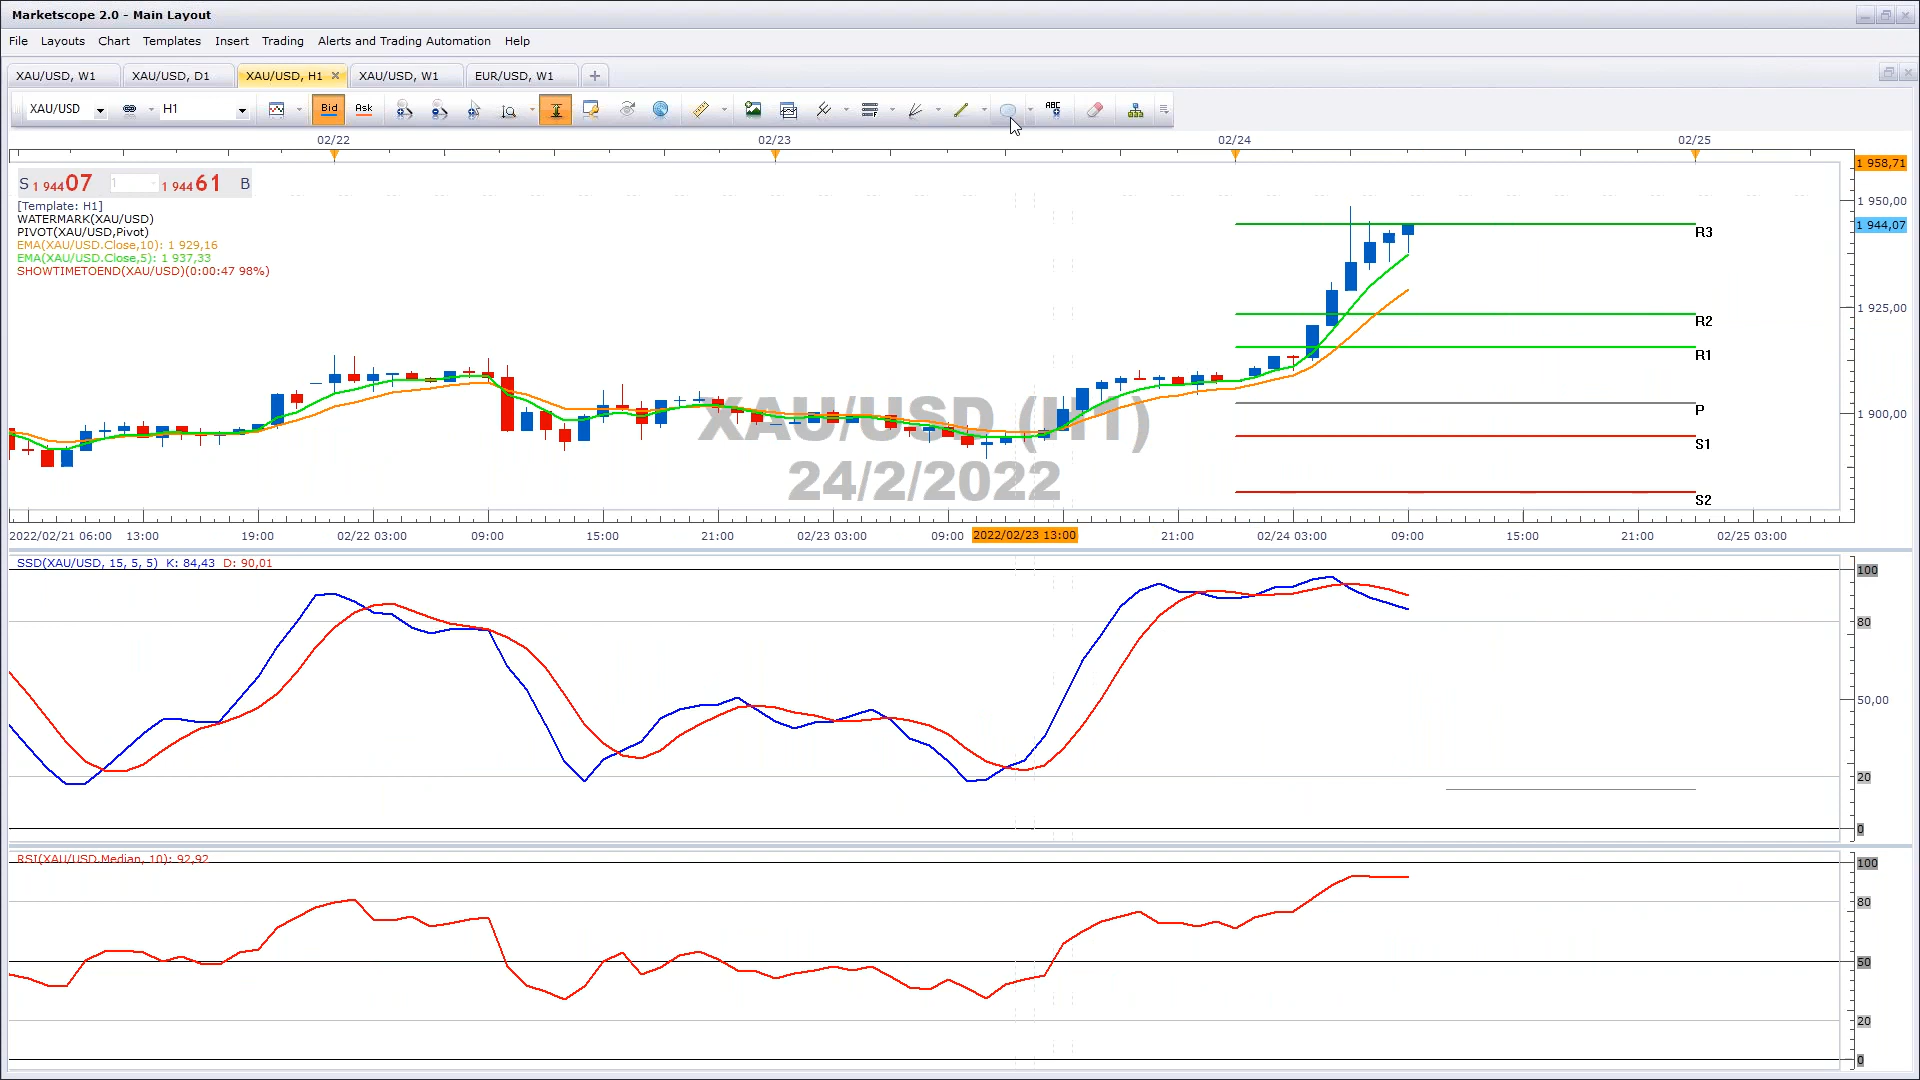 Marketscope 2.0 - Main Layout
File Layouts Chart Templates Insert Trading Alerts and Trading Automation Help
XAU/USD, W1 XAU/USD, D1 XAU/USD, H1 XAU/USD, W1 EUR/USD, W1
XAU/USD H1 Bid Ask ABC
02/22 02/23 02/24 02/25
1 958,71
S 1 94407 1 1 94461 B
1 950,00
[Template: H1]
WATERMARK(XAU/USD)
1 944,07
PIVOT(XAU/USD,Pivot)
R3
EMA(XAU/USD.Close,10): 1 929,16
EMA(XAU/USD.Close,5): 1 937,33
SHOWTIMETOEND(XAU/USD)(0:00:47 98%)
1 925,00
R2
R1
P
1 900,00
XAU/USD (H1)
S1
24/2/2022
S2
2022/02/21 06:00 13:00 19:00 02/22 03:00 09:00 15:00 21:00 02/23 03:00 09:00 2022/02/23 13:00 21:00 02/24 03:00 09:00 15:00 21:00 02/25 03:00
SSD(XAU/USD, 15, 5, 5) K: 84,43 D: 90,01
100
80
50,00
20
0
RSI(XAU/USD.Median, 10): 92,92
100
80
50
20
0